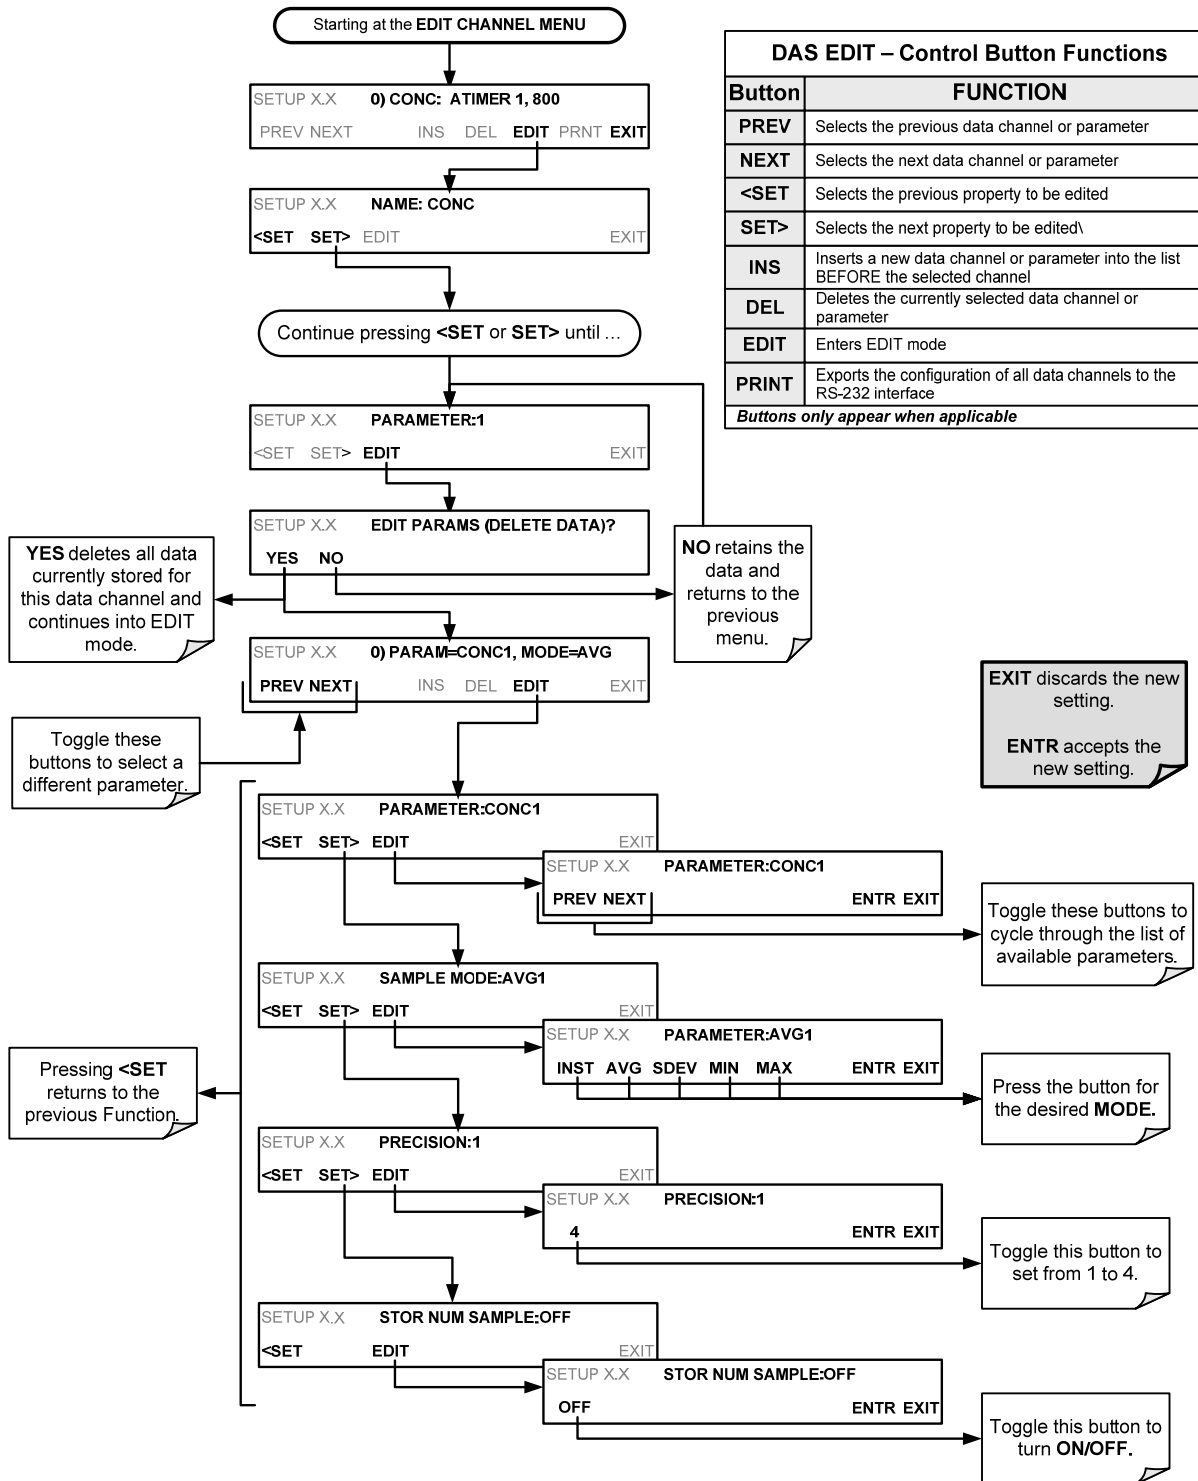 Starting at the EDIT CHANNEL MENU
SETUP X.X 0) CONC: ATIMER 1, 800
PREV NEXT INS DEL EDIT PRNT EXIT
SETUP X.X NAME: CONC
<SET SET> EDIT EXIT
Continue pressing <SET or SET> until ...
SETUP X.X PARAMETER:1
<SET SET> EDIT EXIT
SETUP X.X EDIT PARAMS (DELETE DATA)?
YES NO
YES deletes all data
currently stored for
this data channel and
continues into EDIT
mode.
NO retains the
data and
returns to the
previous
menu.
SETUP X.X 0) PARAM=CONC1, MODE=AVG
PREV NEXT INS DEL EDIT EXIT
Toggle these
buttons to select a
different parameter.
DAS EDIT – Control Button Functions
Button FUNCTION
PREV Selects the previous data channel or parameter
NEXT Selects the next data channel or parameter
<SET Selects the previous property to be edited
SET> Selects the next property to be edited\
INS Inserts a new data channel or parameter into the list
BEFORE the selected channel
DEL Deletes the currently selected data channel or
parameter
EDIT Enters EDIT mode
PRINT Exports the configuration of all data channels to the
RS-232 interface
Buttons only appear when applicable
EXIT discards the new
setting.
ENTR accepts the
new setting.
SETUP X.X PARAMETER:CONC1
<SET SET> EDIT EXIT
SETUP X.X PARAMETER:CONC1
PREV NEXT ENTR EXIT
Toggle these buttons to
cycle through the list of
available parameters.
SETUP X.X SAMPLE MODE:AVG1
<SET SET> EDIT EXIT
SETUP X.X PARAMETER:AVG1
INST AVG SDEV MIN MAX ENTR EXIT
Press the button for
the desired MODE.
Pressing <SET
returns to the
previous Function.
SETUP X.X PRECISION:1
<SET SET> EDIT EXIT
SETUP X.X PRECISION:1
4 ENTR EXIT
Toggle this button to
set from 1 to 4.
SETUP X.X STOR NUM SAMPLE:OFF
<SET EDIT EXIT
SETUP X.X STOR NUM SAMPLE:OFF
OFF ENTR EXIT
Toggle this button to
turn ON/OFF.